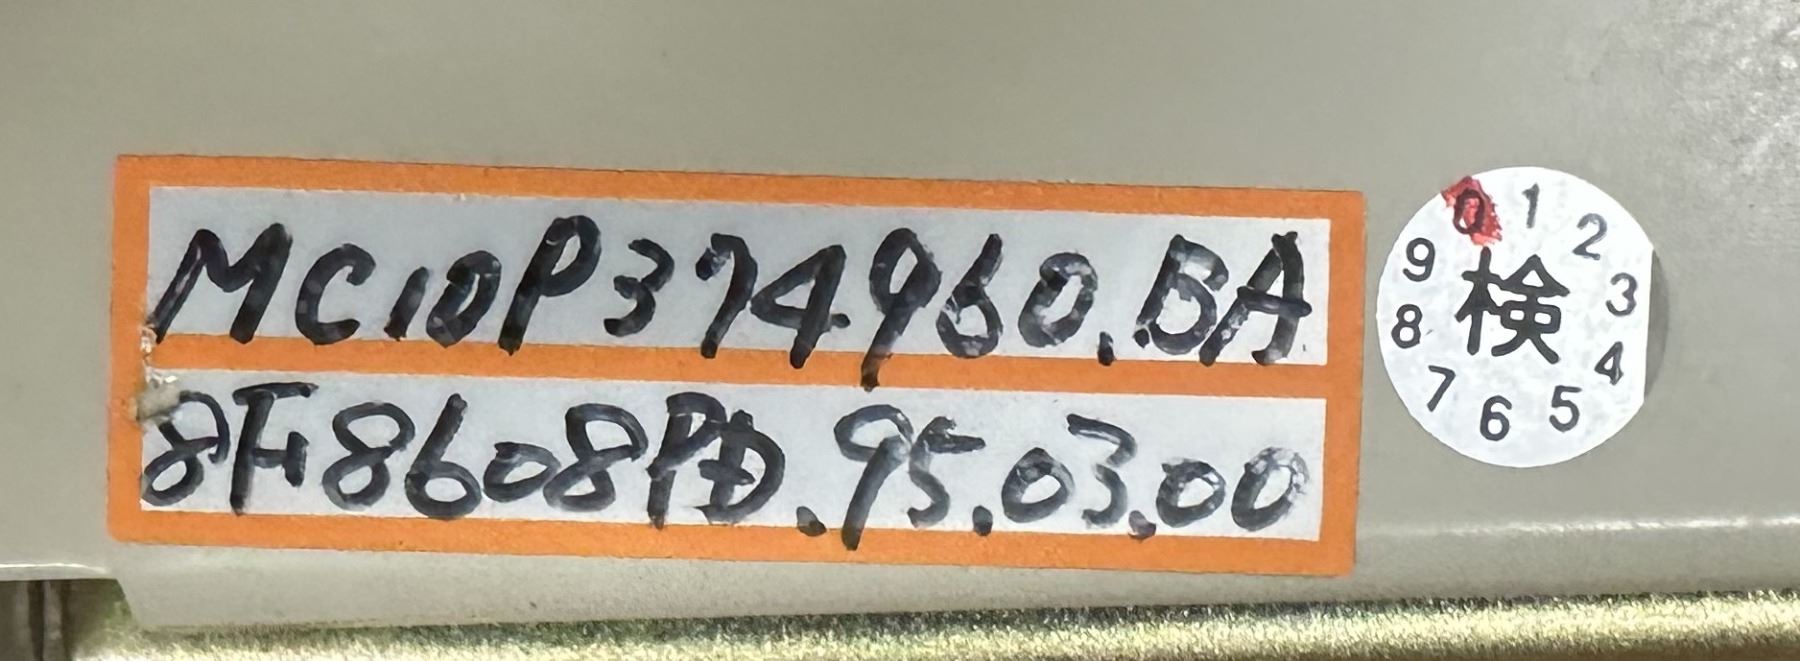 MC10P374960.BA
8F8608PD.95.03.00
0 1 2 3 4 5 6 7 8 9
検